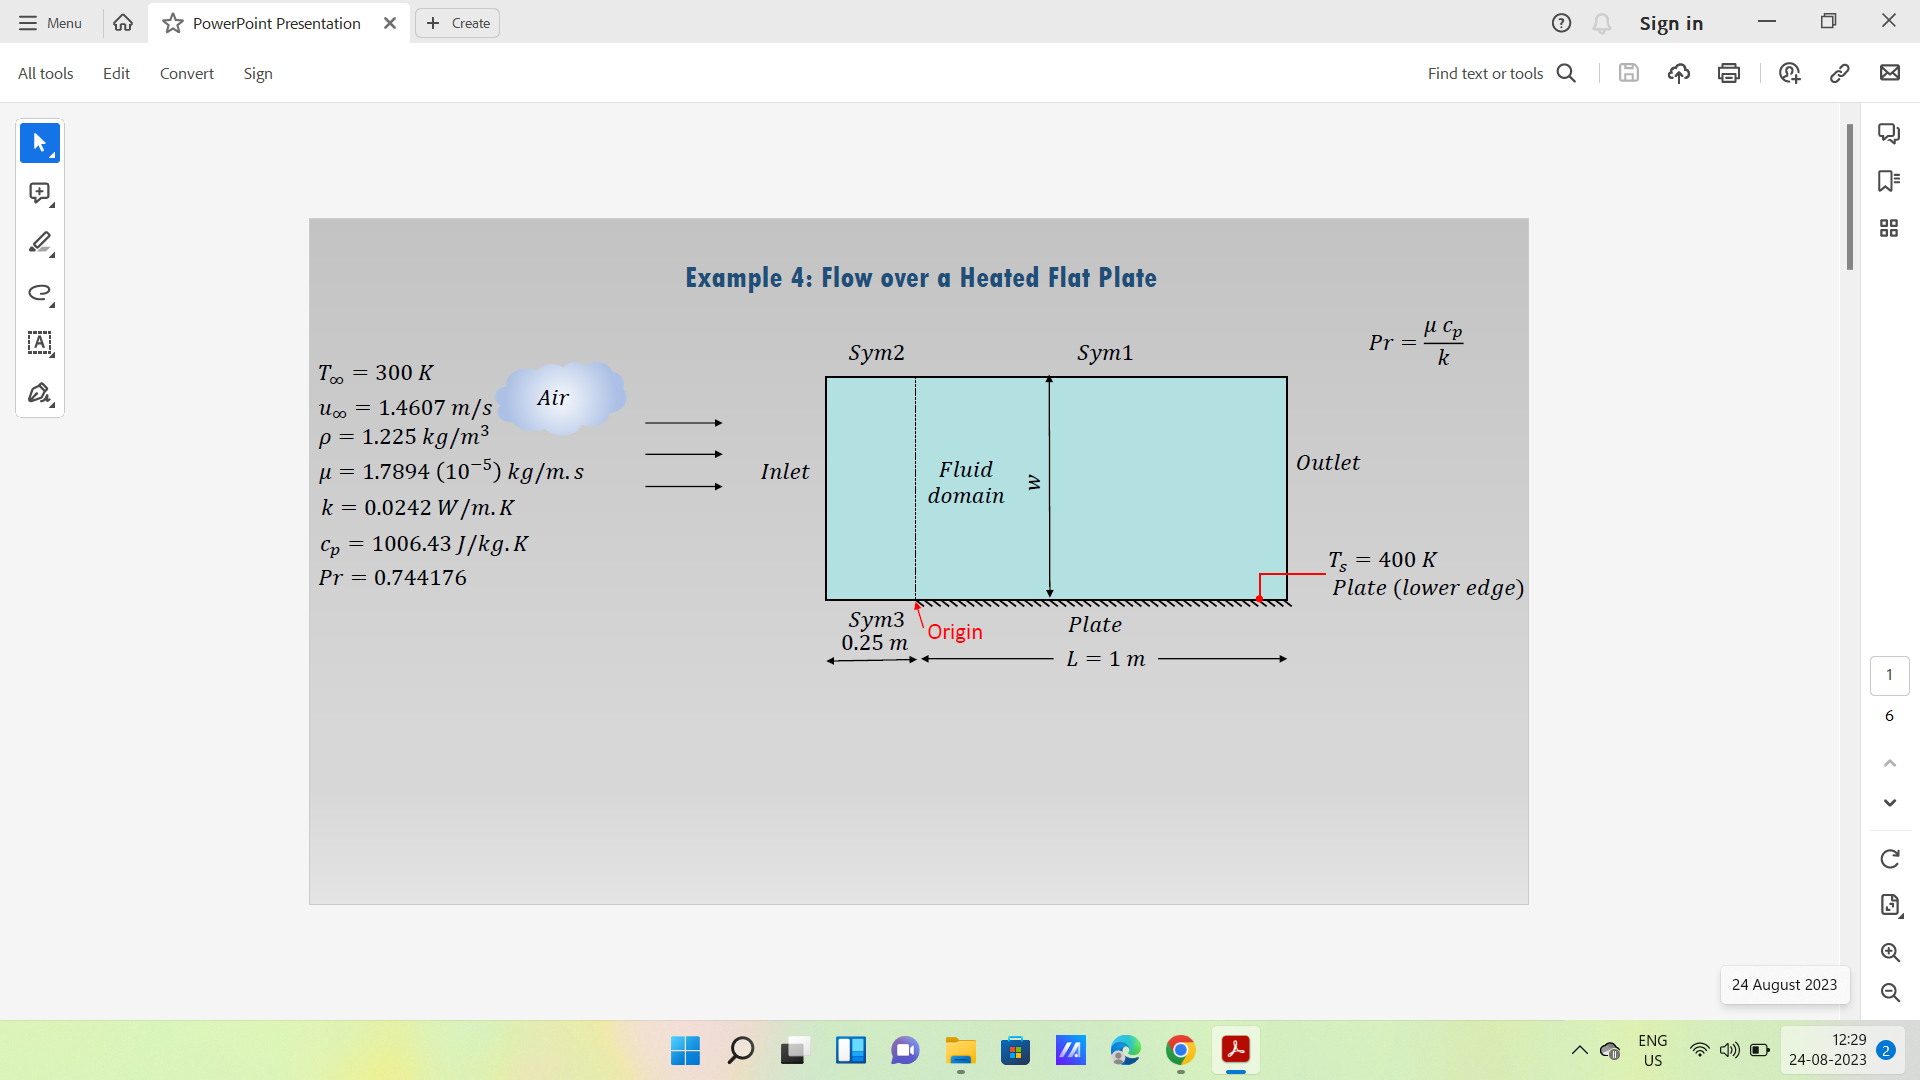 Menu
PowerPoint Presentation
Create
Sign in
All tools
Edit
Convert
Sign
Find text or tools
Example 4: Flow over a Heated Flat Plate
Pr = μ c_p / k
T∞ = 300 K
u∞ = 1.4607 m/s
ρ = 1.225 kg/m³
μ = 1.7894 (10⁻⁵) kg/m.s
k = 0.0242 W/m.K
c_p = 1006.43 J/kg.K
Pr = 0.744176
Air
Sym2
Sym1
Inlet
Fluid
domain
w
Outlet
T_s = 400 K
Plate (lower edge)
Sym3
0.25 m
Origin
Plate
L = 1 m
1
6
24 August 2023
ENG
US
12:29
24-08-2023
2